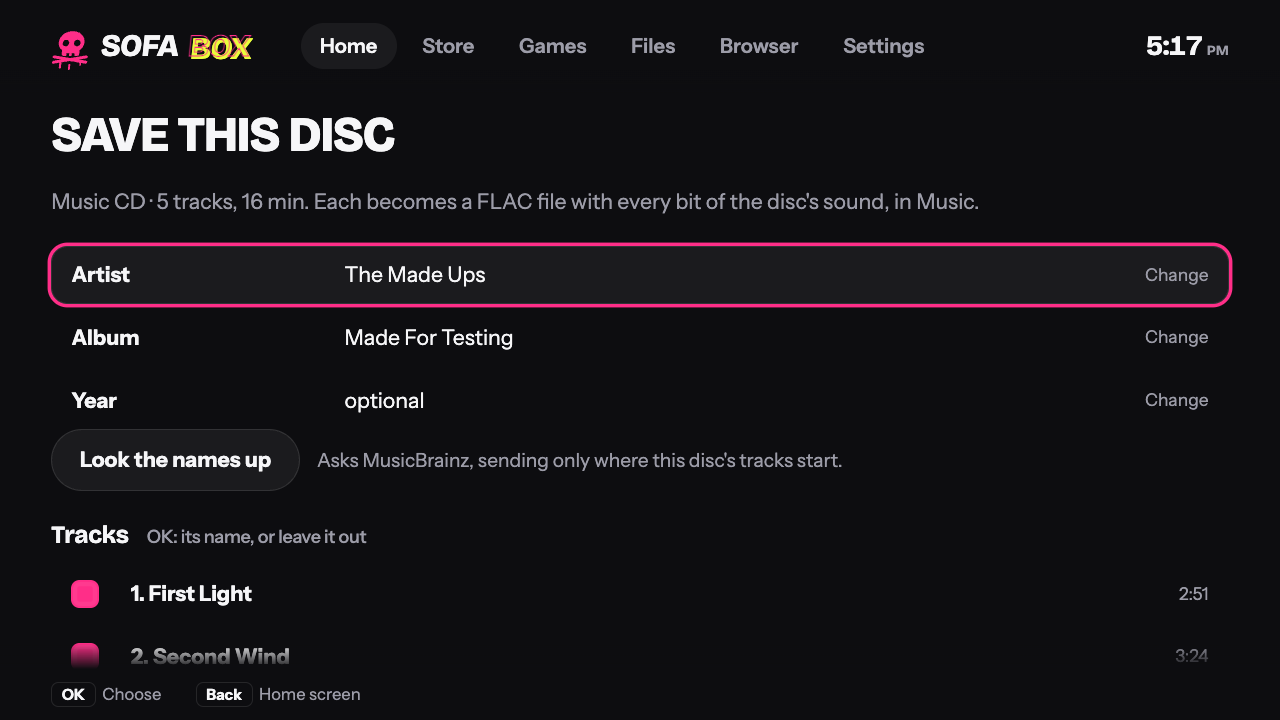 SOFA BOX Home Store Games Files Browser Settings 5:17 PM
SAVE THIS DISC
Music CD · 5 tracks, 16 min. Each becomes a FLAC file with every bit of the disc's sound, in Music.
Artist The Made Ups Change
Album Made For Testing Change
Year optional Change
Look the names up Asks MusicBrainz, sending only where this disc's tracks start.
Tracks OK: its name, or leave it out
1. First Light 2:51
2. Second Wind 3:24
OK Choose Back Home screen